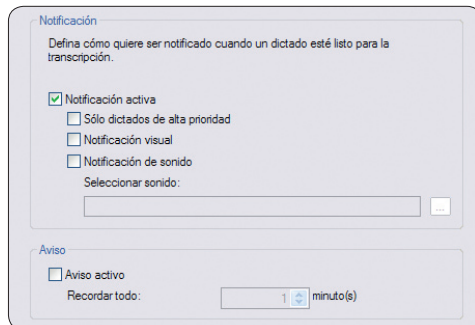 Notificación
Defina cómo quiere ser notificado cuando un dictado esté listo para la
transcripción.
Notificación activa
Sólo dictados de alta prioridad
Notificación visual
Notificación de sonido
Seleccionar sonido:
...
Aviso
Aviso activo
Recordar todo: 1 minuto(s)